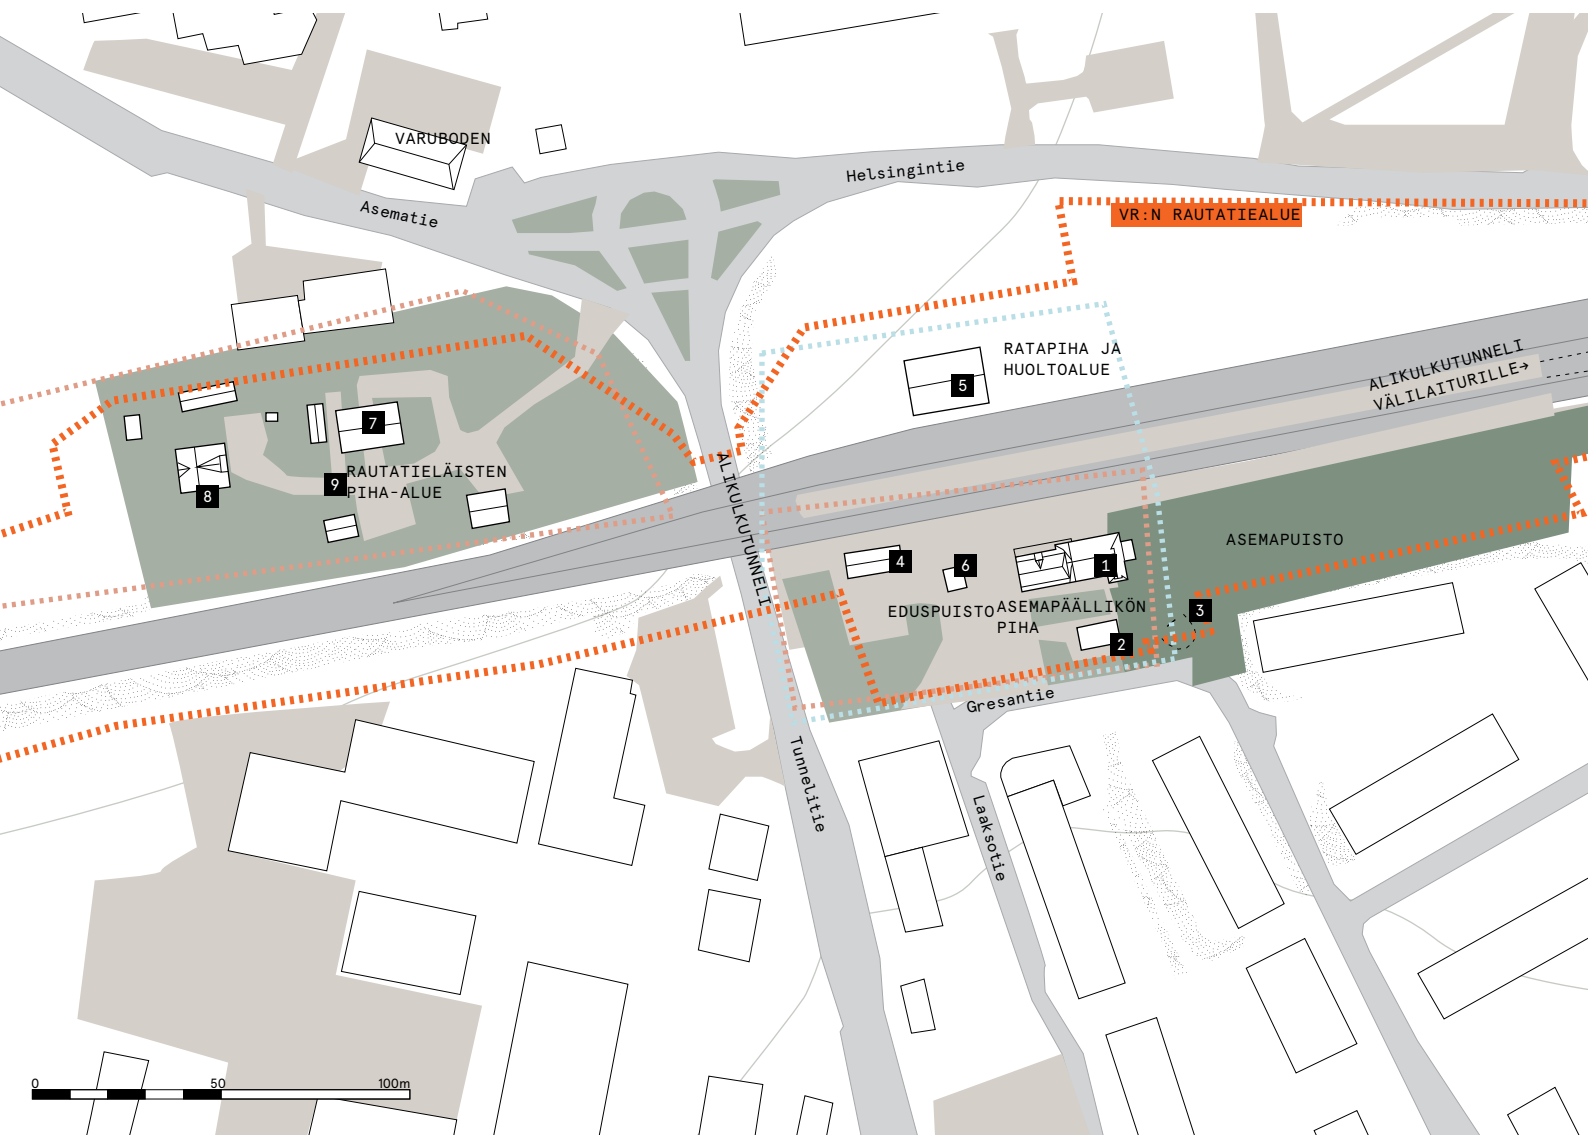 VARUBODEN
Helsingintie
Asematie
VR:N RAUTATIEALUE
RATAPIHA JA
HUOLTOALUE
5
ALIKULKUTUNNELI
VÄLILAITURILLE→
7
RAUTATIELÄISTEN
PIHA-ALUE
9
8
ALIKULKUTUNNELI
ASEMAPUISTO
4
6
1
EDUSPUISTO
ASEMAPÄÄLLIKÖN
PIHA
3
2
Gresantie
Tunnelitie
Laaksotie
0 50 100m